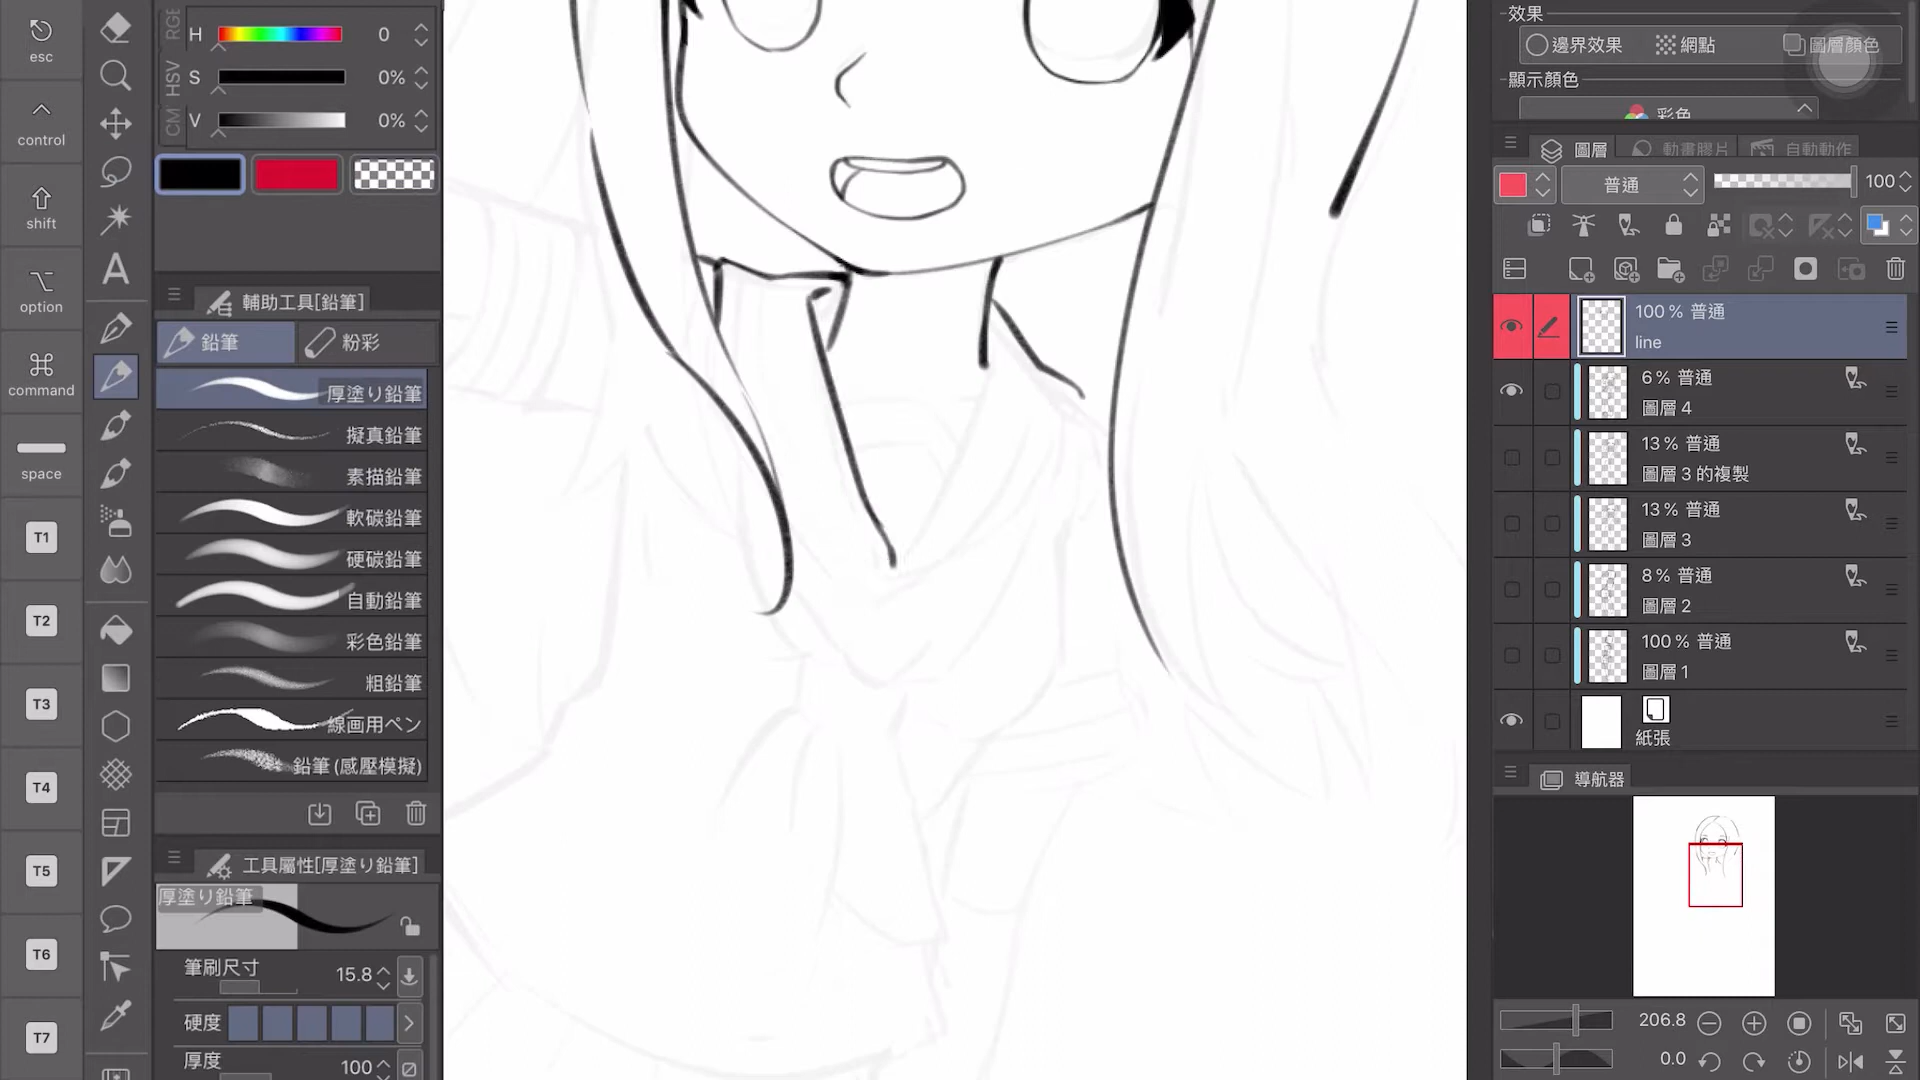 esc
control
shift
option
command
space
T1
T2
T3
T4
T5
T6
T7
A
RGB
HSV
CM
H 0
S 0%
V 0%
輔助工具[鉛筆]
鉛筆
粉彩
厚塗り鉛筆
擬真鉛筆
素描鉛筆
軟碳鉛筆
硬碳鉛筆
自動鉛筆
彩色鉛筆
粗鉛筆
線画用ペン
鉛筆 (感壓模擬)
工具屬性[厚塗り鉛筆]
厚塗り鉛筆
筆刷尺寸 15.8
硬度
厚度 100
效果
邊界效果 網點 圖層顏色
顯示顏色
彩色
圖層 動畫膠片 自動動作
普通 100
100 % 普通
line
6 % 普通
圖層 4
13 % 普通
圖層 3 的複製
13 % 普通
圖層 3
8 % 普通
圖層 2
100 % 普通
圖層 1
紙張
導航器
206.8
0.0